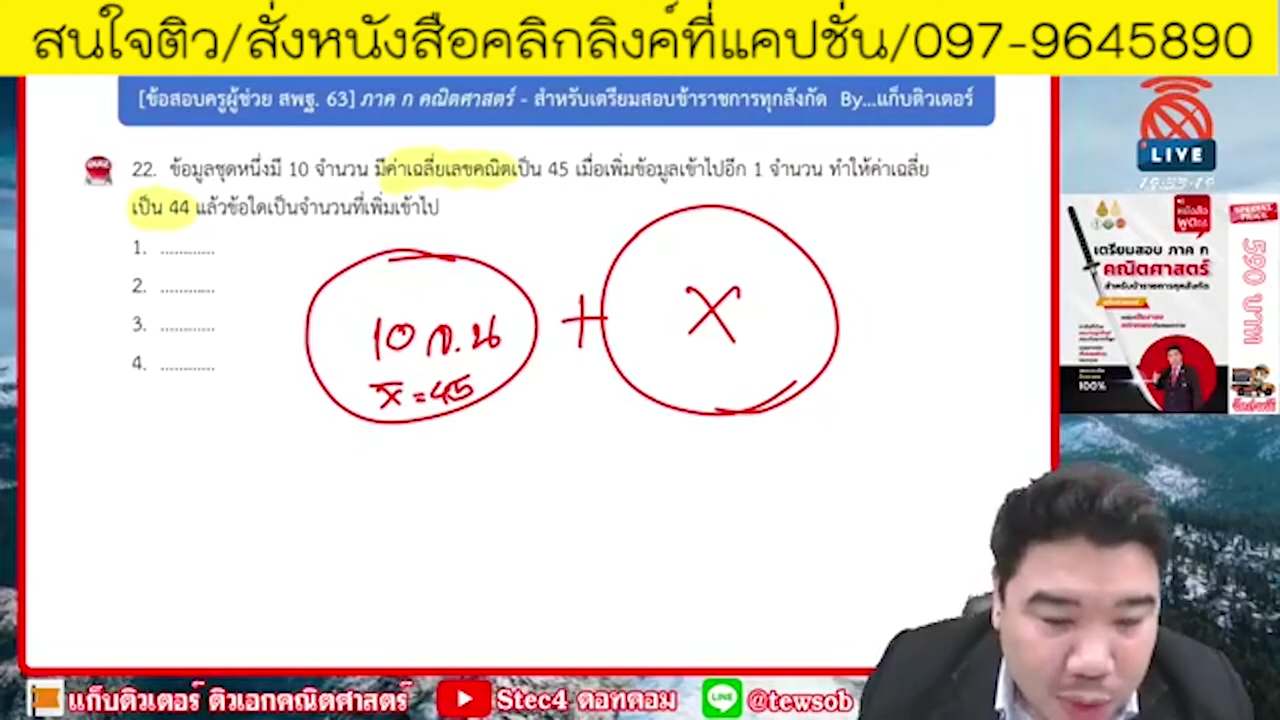 สนใจติว/สั่งหนังสือคลิกลิงค์ที่แคปชั่น/097-9645890
[ข้อสอบครูผู้ช่วย สพฐ. 63] ภาค ก คณิตศาสตร์ - สำหรับเตรียมสอบข้าราชการทุกสังกัด By...แก็บติวเตอร์
22. ข้อมูลชุดหนึ่งมี 10 จำนวน มีค่าเฉลี่ยเลขคณิตเป็น 45 เมื่อเพิ่มข้อมูลเข้าไปอีก 1 จำนวน ทำให้ค่าเฉลี่ย
เป็น 44 แล้วข้อใดเป็นจำนวนที่เพิ่มเข้าไป
1. .............
2. .............
3. .............
4. .............
10 จ.น + X
x̄ = 45
LIVE
หนังสือ
SPECIAL PRICE
เตรียมสอบ ภาค ก
คณิตศาสตร์
100%
590 บาท
แก็บติวเตอร์ ติวเอกคณิตศาสตร์
Stec4 ดอทคอม
LINE
@tewsob